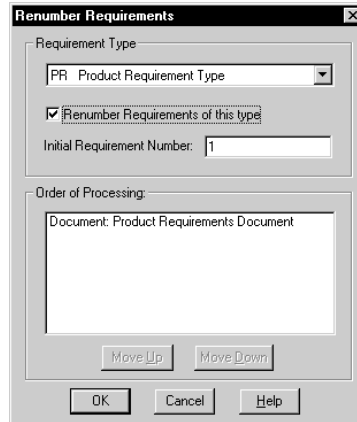 Renumber Requirements
Requirement Type
PR Product Requirement Type
Renumber Requirements of this type
Initial Requirement Number: 1
Order of Processing:
Document: Product Requirements Document
Move Up Move Down
OK Cancel Help